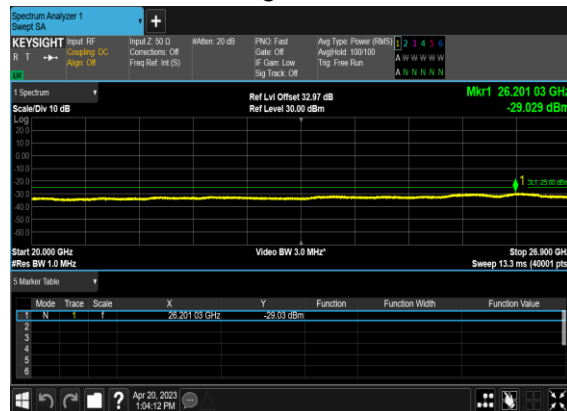 Spectrum Analyzer 1
Swept SA
KEYSIGHT Input: RF Input Z: 50 Ω #Atten: 20 dB PNO: Fast Avg Type: Power (RMS) 1 2 3 4 5 6
R T Coupling: DC Corrections: Off Gate: Off Avg|Hold: 100/100 A W W W W W
Align: Off Freq Ref: Int (S) IF Gain: Low Trig: Free Run
Sig Track: Off A N N N N N
1 Spectrum Ref Lvl Offset 32.97 dB Mkr1 26.201 03 GHz
Scale/Div 10 dB Ref Level 30.00 dBm -29.029 dBm
Log
20.0
10.0
0.00
-10.0
-20.0 1 DL1 -25.00 dBm
-30.0
-40.0
-50.0
-60.0
Start 20.000 GHz Video BW 3.0 MHz* Stop 26.900 GHz
#Res BW 1.0 MHz Sweep 13.3 ms (40001 pts)
5 Marker Table
Mode Trace Scale X Y Function Function Width Function Value
1 N 1 f 26.201 03 GHz -29.03 dBm
2
3
4
5
6
? Apr 20, 2023
1:04:12 PM